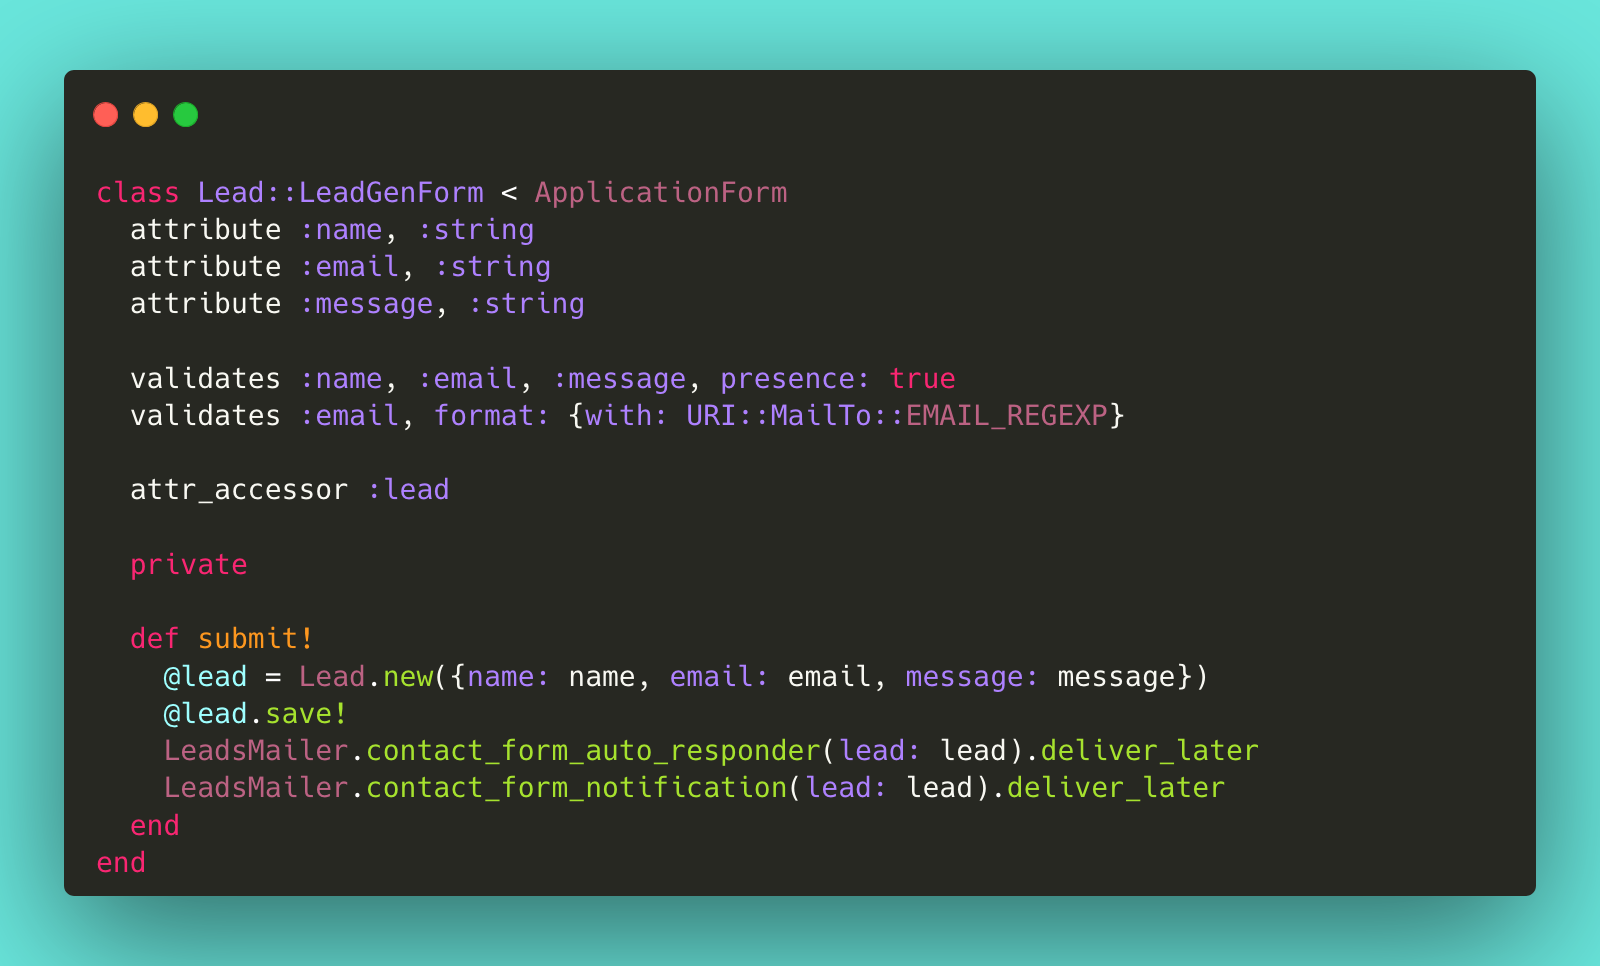 class Lead::LeadGenForm < ApplicationForm
  attribute :name, :string
  attribute :email, :string
  attribute :message, :string

  validates :name, :email, :message, presence: true
  validates :email, format: {with: URI::MailTo::EMAIL_REGEXP}

  attr_accessor :lead

  private

  def submit!
    @lead = Lead.new({name: name, email: email, message: message})
    @lead.save!
    LeadsMailer.contact_form_auto_responder(lead: lead).deliver_later
    LeadsMailer.contact_form_notification(lead: lead).deliver_later
  end
end